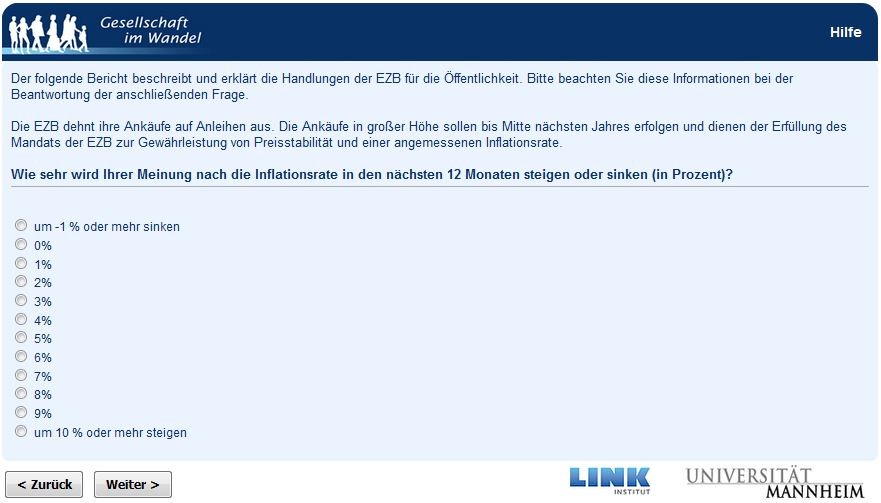 Gesellschaft
im Wandel
Hilfe
Der folgende Bericht beschreibt und erklärt die Handlungen der EZB für die Öffentlichkeit. Bitte beachten Sie diese Informationen bei der
Beantwortung der anschließenden Frage.
Die EZB dehnt ihre Ankäufe auf Anleihen aus. Die Ankäufe in großer Höhe sollen bis Mitte nächsten Jahres erfolgen und dienen der Erfüllung des
Mandats der EZB zur Gewährleistung von Preisstabilität und einer angemessenen Inflationsrate.
Wie sehr wird Ihrer Meinung nach die Inflationsrate in den nächsten 12 Monaten steigen oder sinken (in Prozent)?
um -1 % oder mehr sinken
0%
1%
2%
3%
4%
5%
6%
7%
8%
9%
um 10 % oder mehr steigen
< Zurück
Weiter >
LINK
INSTITUT
UNIVERSITÄT
MANNHEIM